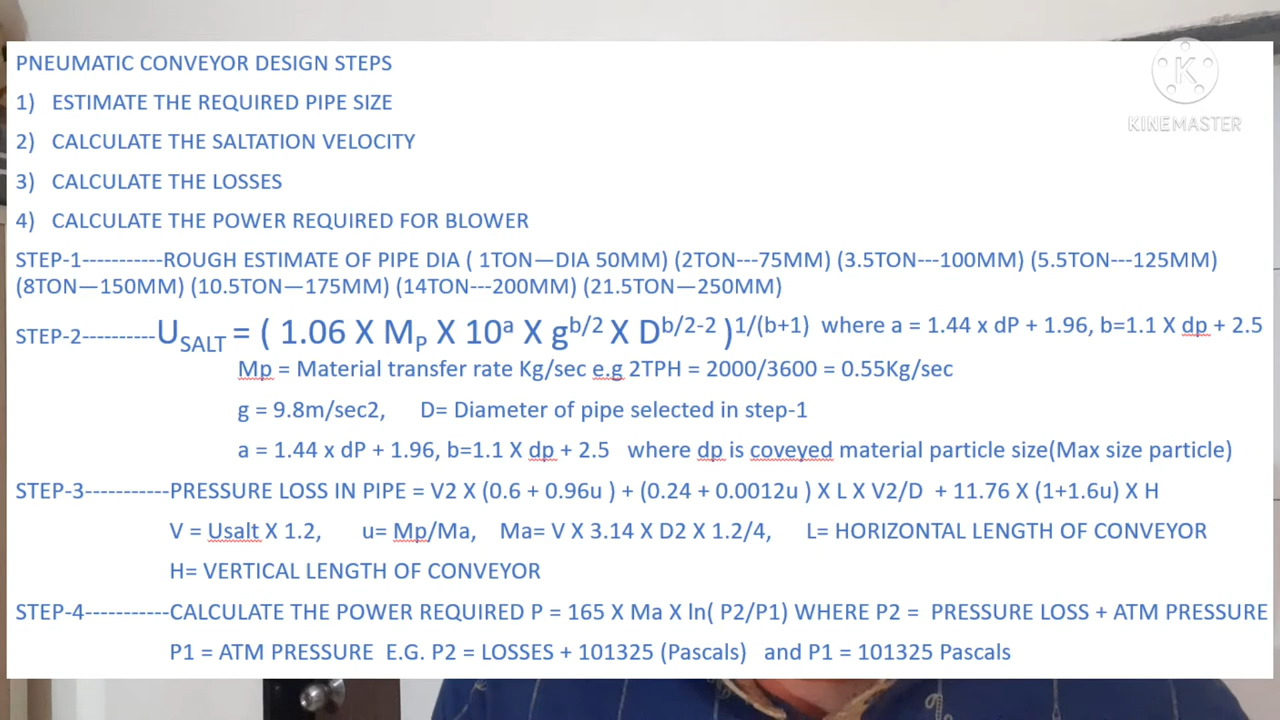 PNEUMATIC CONVEYOR DESIGN STEPS
KINEMASTER
1) ESTIMATE THE REQUIRED PIPE SIZE
2) CALCULATE THE SALTATION VELOCITY
3) CALCULATE THE LOSSES
4) CALCULATE THE POWER REQUIRED FOR BLOWER
STEP-1-----------ROUGH ESTIMATE OF PIPE DIA ( 1TON—DIA 50MM) (2TON---75MM) (3.5TON---100MM) (5.5TON---125MM)
(8TON—150MM) (10.5TON—175MM) (14TON---200MM) (21.5TON—250MM)
STEP-2----------U_SALT = ( 1.06 X M_P X 10^a X g^b/2 X D^b/2-2 )^1/(b+1) where a = 1.44 x dP + 1.96, b=1.1 X dp + 2.5
Mp = Material transfer rate Kg/sec e.g 2TPH = 2000/3600 = 0.55Kg/sec
g = 9.8m/sec2, D= Diameter of pipe selected in step-1
a = 1.44 x dP + 1.96, b=1.1 X dp + 2.5 where dp is coveyed material particle size(Max size particle)
STEP-3-----------PRESSURE LOSS IN PIPE = V2 X (0.6 + 0.96u ) + (0.24 + 0.0012u ) X L X V2/D + 11.76 X (1+1.6u) X H
V = Usalt X 1.2, u= Mp/Ma, Ma= V X 3.14 X D2 X 1.2/4, L= HORIZONTAL LENGTH OF CONVEYOR
H= VERTICAL LENGTH OF CONVEYOR
STEP-4-----------CALCULATE THE POWER REQUIRED P = 165 X Ma X ln( P2/P1) WHERE P2 = PRESSURE LOSS + ATM PRESSURE
P1 = ATM PRESSURE E.G. P2 = LOSSES + 101325 (Pascals) and P1 = 101325 Pascals